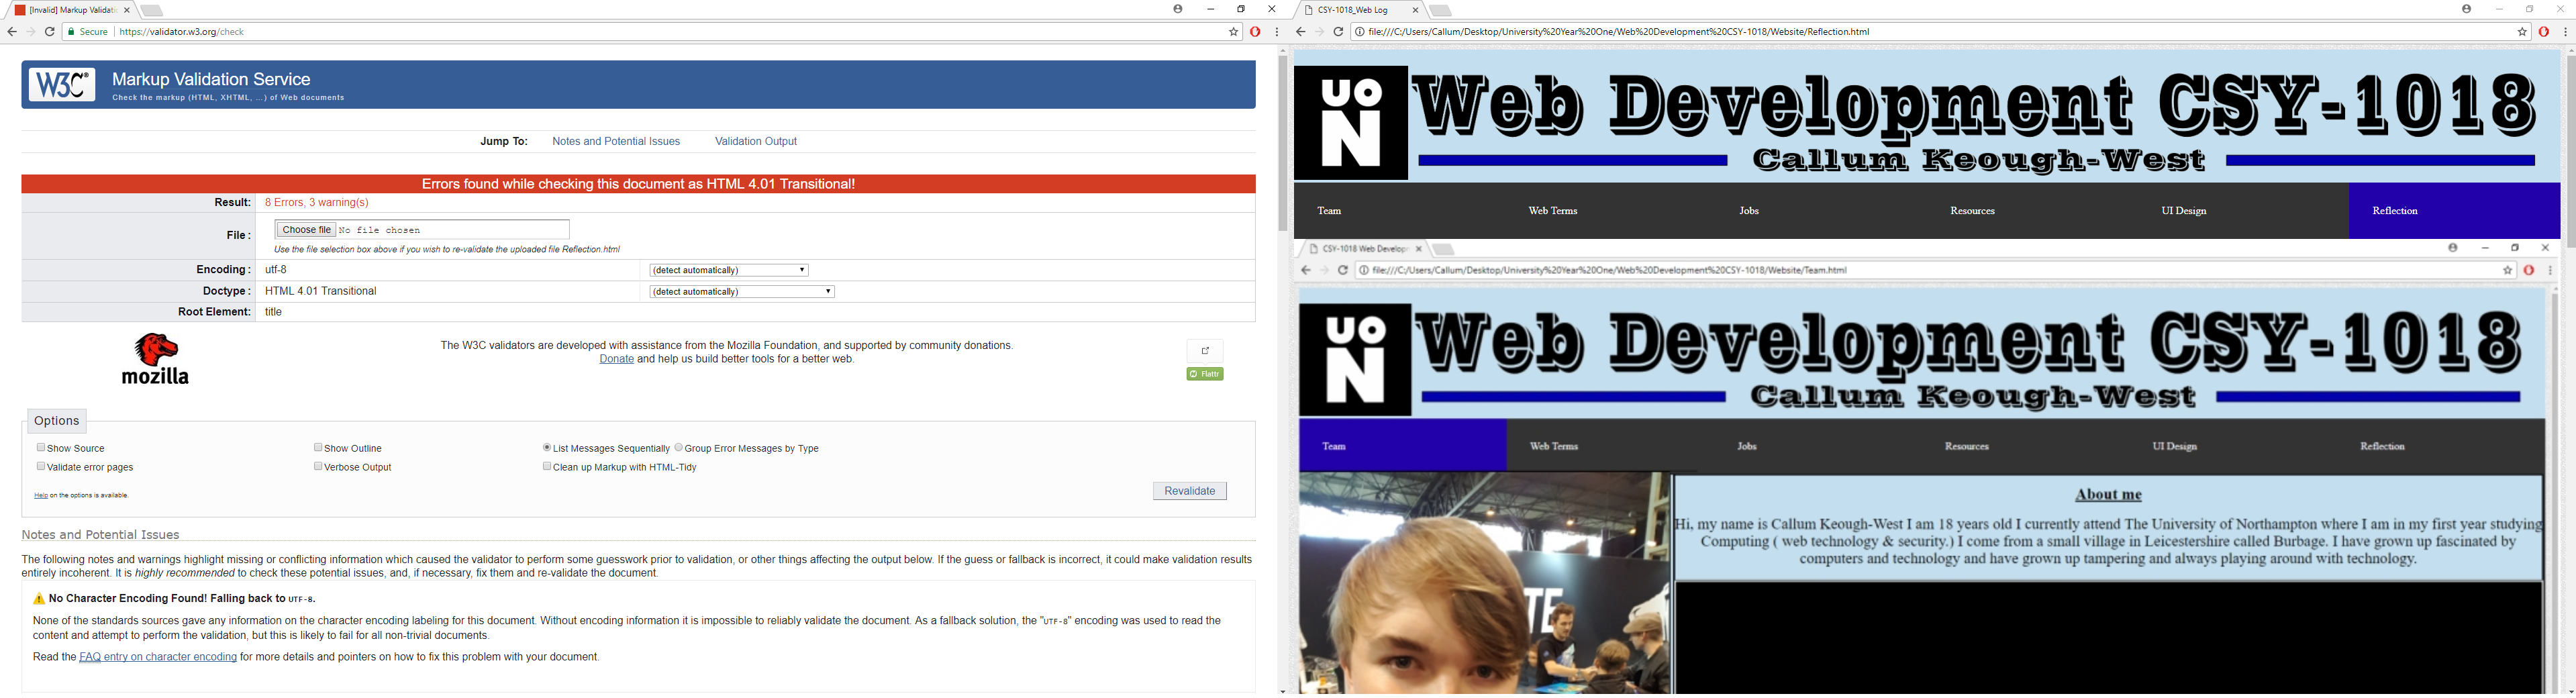 [Invalid] Markup Validati
Secure | https://validator.w3.org/check
W3C® Markup Validation Service
Check the markup (HTML, XHTML, …) of Web documents
Jump To: Notes and Potential Issues Validation Output
Errors found while checking this document as HTML 4.01 Transitional!
Result: 8 Errors, 3 warning(s)
File : Choose file No file chosen
Use the file selection box above if you wish to re-validate the uploaded file Reflection.html
Encoding : utf-8 (detect automatically)
Doctype : HTML 4.01 Transitional (detect automatically)
Root Element: title
mozilla
The W3C validators are developed with assistance from the Mozilla Foundation, and supported by community donations.
Donate and help us build better tools for a better web.
Flattr
Options
Show Source Show Outline List Messages Sequentially Group Error Messages by Type
Validate error pages Verbose Output Clean up Markup with HTML-Tidy
Help on the options is available.
Revalidate
Notes and Potential Issues
The following notes and warnings highlight missing or conflicting information which caused the validator to perform some guesswork prior to validation, or other things affecting the output below. If the guess or fallback is incorrect, it could make validation results
entirely incoherent. It is highly recommended to check these potential issues, and, if necessary, fix them and re-validate the document.
No Character Encoding Found! Falling back to UTF-8.
None of the standards sources gave any information on the character encoding labeling for this document. Without encoding information it is impossible to reliably validate the document. As a fallback solution, the "UTF-8" encoding was used to read the
content and attempt to perform the validation, but this is likely to fail for all non-trivial documents.
Read the FAQ entry on character encoding for more details and pointers on how to fix this problem with your document.
CSY-1018_Web Log
file:///C:/Users/Callum/Desktop/University%20Year%20One/Web%20Development%20CSY-1018/Website/Reflection.html
UON
Web Development CSY-1018
Callum Keough-West
Team Web Terms Jobs Resources UI Design Reflection
CSY-1018 Web Develop
file:///C:/Users/Callum/Desktop/University%20Year%20One/Web%20Development%20CSY-1018/Website/Team.html
UON
Web Development CSY-1018
Callum Keough-West
Team Web Terms Jobs Resources UI Design Reflection
TE
About me
Hi, my name is Callum Keough-West I am 18 years old I currently attend The University of Northampton where I am in my first year studying
Computing ( web technology & security.) I come from a small village in Leicestershire called Burbage. I have grown up fascinated by
computers and technology and have grown up tampering and always playing around with technology.